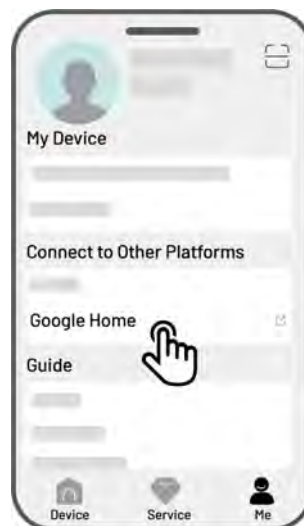 My Device
Connect to Other Platforms
Google Home
Guide
Device Service Me